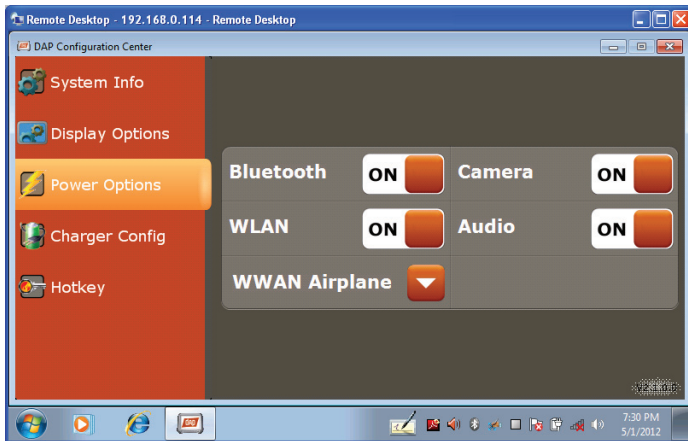 Remote Desktop - 192.168.0.114 - Remote Desktop
DAP Configuration Center
System Info
Display Options
Power Options
Charger Config
Hotkey
Bluetooth ON Camera ON
WLAN ON Audio ON
WWAN Airplane
7:30 PM
5/1/2012